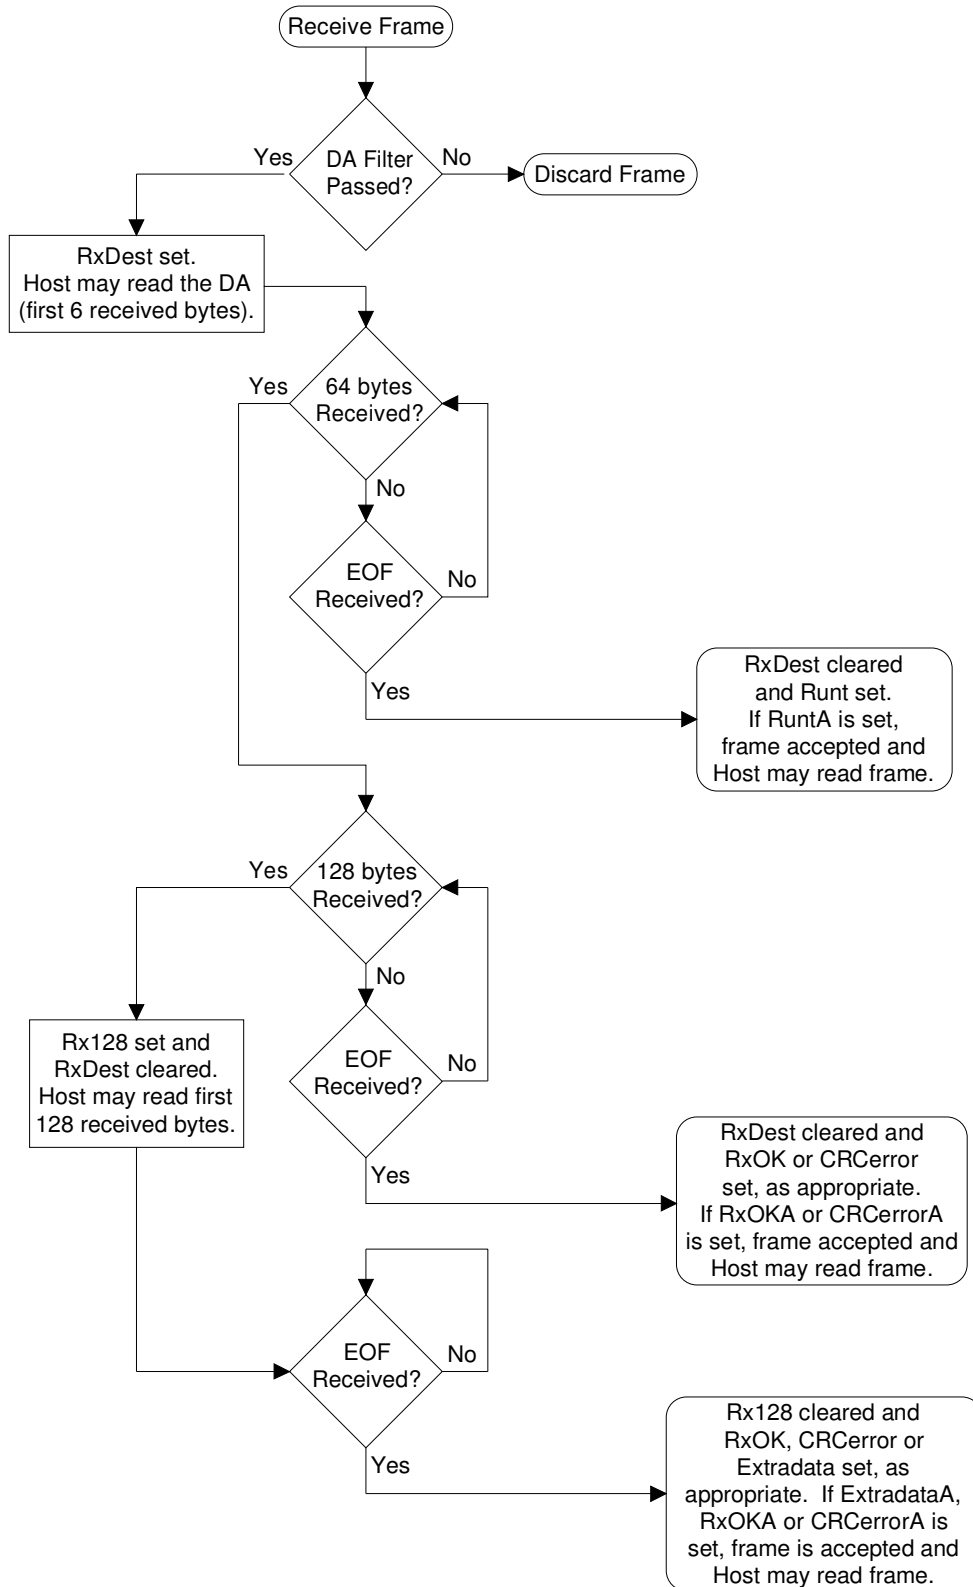 Receive Frame
Yes
DA Filter
Passed?
No
Discard Frame
RxDest set.
Host may read the DA
(first 6 received bytes).
Yes
64 bytes
Received?
No
EOF
Received?
No
Yes
RxDest cleared
and Runt set.
If RuntA is set,
frame accepted and
Host may read frame.
Yes
128 bytes
Received?
No
Rx128 set and
RxDest cleared.
Host may read first
128 received bytes.
EOF
Received?
No
Yes
RxDest cleared and
RxOK or CRCerror
set, as appropriate.
If RxOKA or CRCerrorA
is set, frame accepted and
Host may read frame.
EOF
Received?
No
Yes
Rx128 cleared and
RxOK, CRCerror or
Extradata set, as
appropriate.  If ExtradataA,
RxOKA or CRCerrorA is
set, frame is accepted and
Host may read frame.